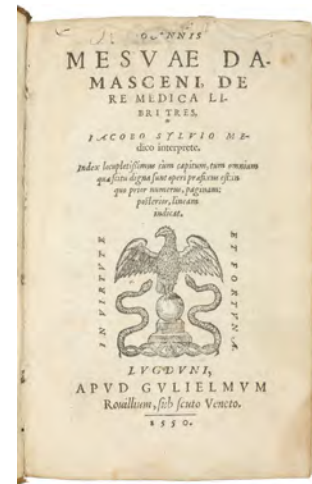 IOANNIS
MESVAE DA-
MASCENI, DE
RE MEDICA LI-
BRI TRES.
IACOBO SYLVIO ME-
dico interprete.
Index locupletißimus cùm capitum, tum omnium
quæ scitu digna sunt operi præfixus est: in
quo prior numerus, paginam:
posterior, lineam
indicat.
IN VIRTVTE
ET FORTVNA
LVGDVNI,
APVD GVLIELMVM
Rouillium, sub scuto Veneto.
1550.